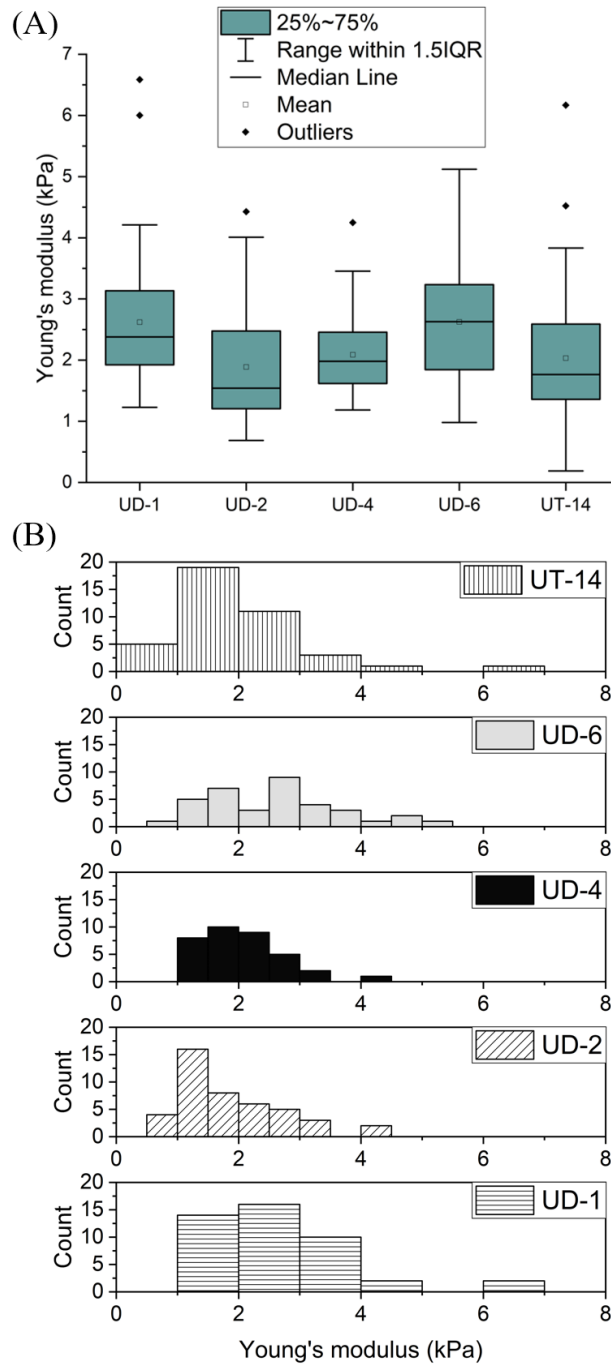 (A)
25%~75%
Range within 1.5IQR
Median Line
Mean
Outliers
Young's modulus (kPa)
7
6
5
4
3
2
1
0
UD-1 UD-2 UD-4 UD-6 UT-14
(B)
UT-14
Count
20
15
10
5
0
0 2 4 6 8
UD-6
Count
20
15
10
5
0
0 2 4 6 8
UD-4
Count
20
15
10
5
0
0 2 4 6 8
UD-2
Count
20
15
10
5
0
0 2 4 6 8
UD-1
Count
20
15
10
5
0
0 2 4 6 8
Young's modulus (kPa)